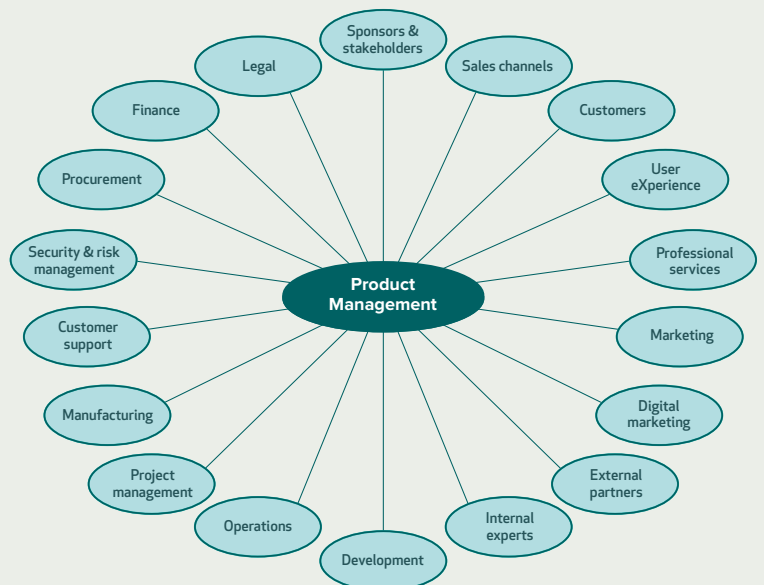 Sponsors &
stakeholders
Sales channels
Customers
User
eXperience
Professional
services
Marketing
Digital
marketing
External
partners
Internal
experts
Development
Operations
Project
management
Manufacturing
Customer
support
Security & risk
management
Procurement
Finance
Legal
Product
Management